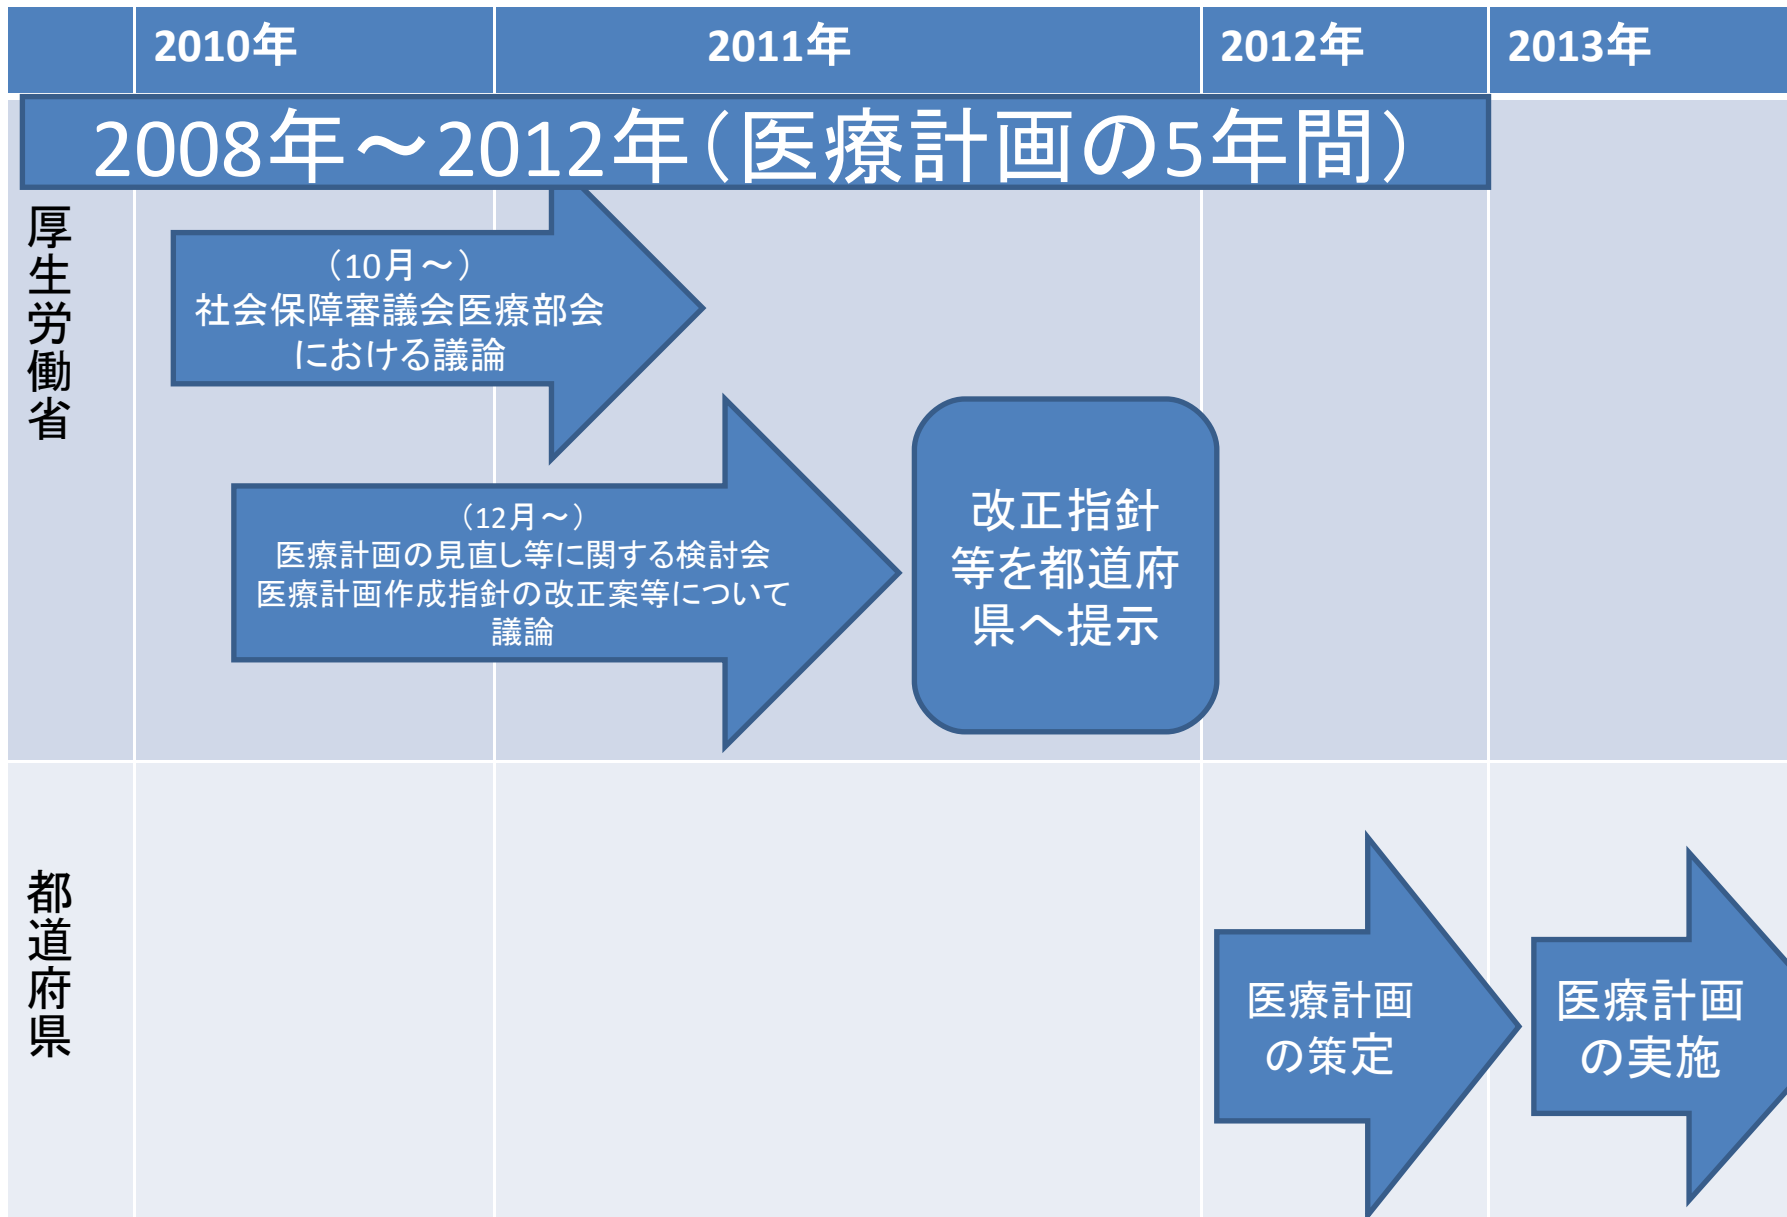 2010年
2011年
2012年
2013年
2008年～2012年（医療計画の5年間）
厚生労働省
（10月～）
社会保障審議会医療部会
における議論
（12月～）
医療計画の見直し等に関する検討会
医療計画作成指針の改正案等について
議論
改正指針
等を都道府
県へ提示
都道府県
医療計画
の策定
医療計画
の実施